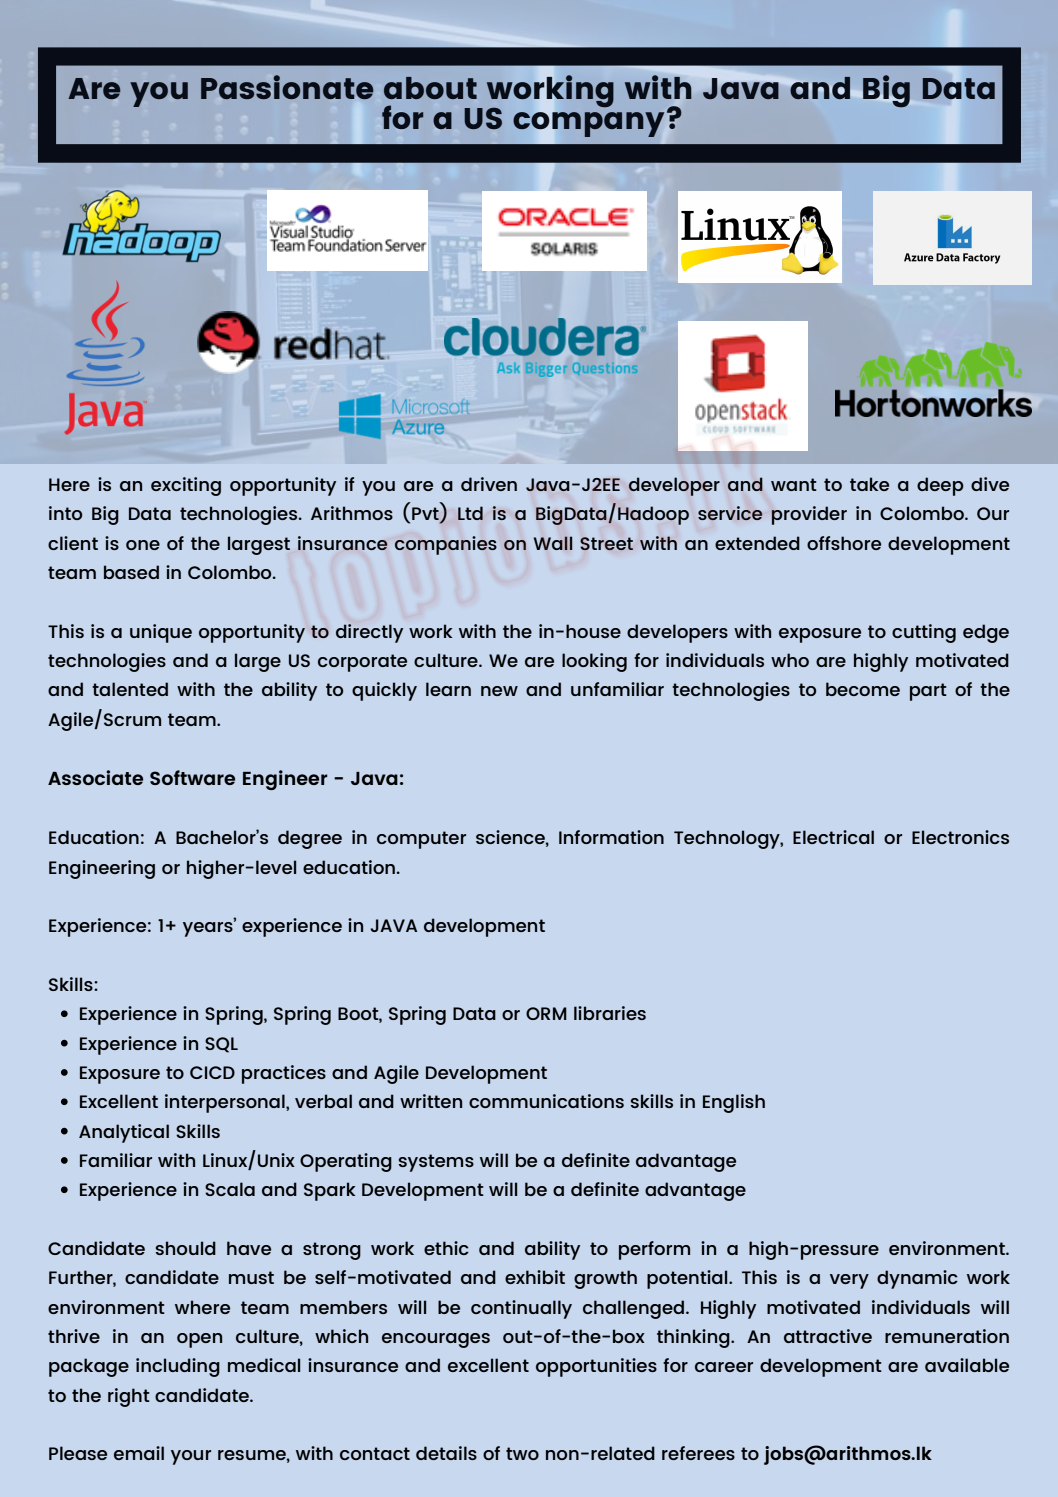 Are you Passionate about working with Java and Big Data
for a US company?
hadoop
Microsoft
Visual Studio
Team Foundation Server
ORACLE
SOLARIS
Linux
Azure Data Factory
Java
redhat.
cloudera
Ask Bigger Questions
Microsoft
Azure
openstack
CLOUD SOFTWARE
Hortonworks
topjobs.lk
Here is an exciting opportunity if you are a driven Java-J2EE developer and want to take a deep dive
into Big Data technologies. Arithmos (Pvt) Ltd is a BigData/Hadoop service provider in Colombo. Our
client is one of the largest insurance companies on Wall Street with an extended offshore development
team based in Colombo.
This is a unique opportunity to directly work with the in-house developers with exposure to cutting edge
technologies and a large US corporate culture. We are looking for individuals who are highly motivated
and talented with the ability to quickly learn new and unfamiliar technologies to become part of the
Agile/Scrum team.
Associate Software Engineer - Java:
Education: A Bachelor's degree in computer science, Information Technology, Electrical or Electronics
Engineering or higher-level education.
Experience: 1+ years' experience in JAVA development
Skills:
• Experience in Spring, Spring Boot, Spring Data or ORM libraries
• Experience in SQL
• Exposure to CICD practices and Agile Development
• Excellent interpersonal, verbal and written communications skills in English
• Analytical Skills
• Familiar with Linux/Unix Operating systems will be a definite advantage
• Experience in Scala and Spark Development will be a definite advantage
Candidate should have a strong work ethic and ability to perform in a high-pressure environment.
Further, candidate must be self-motivated and exhibit growth potential. This is a very dynamic work
environment where team members will be continually challenged. Highly motivated individuals will
thrive in an open culture, which encourages out-of-the-box thinking. An attractive remuneration
package including medical insurance and excellent opportunities for career development are available
to the right candidate.
Please email your resume, with contact details of two non-related referees to jobs@arithmos.lk